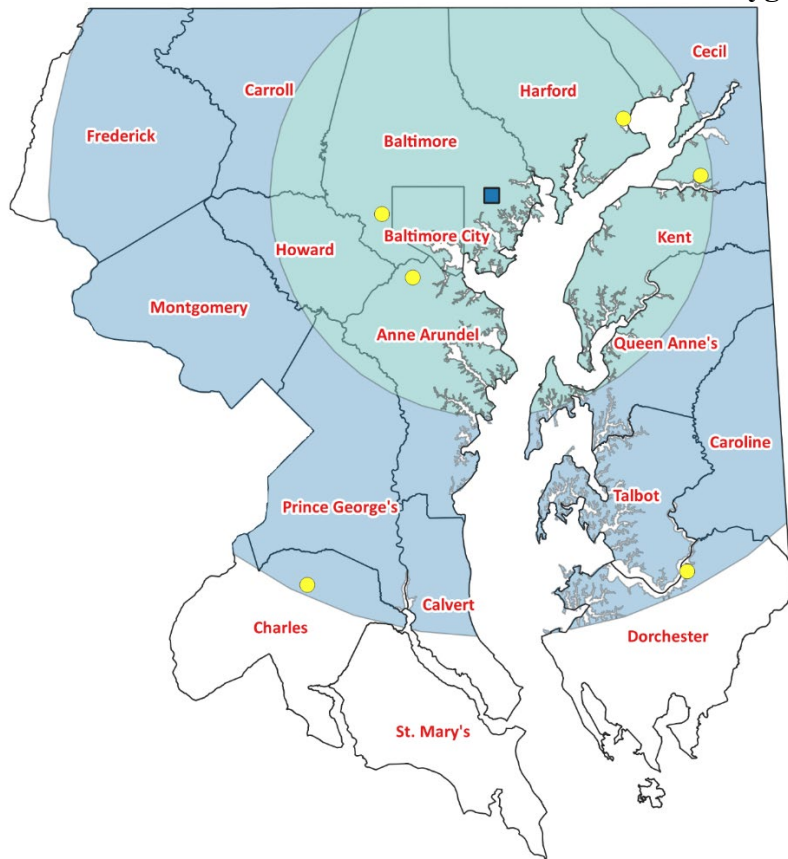 Cecil
Carroll
Harford
Frederick
Baltimore
Baltimore City
Kent
Howard
Montgomery
Anne Arundel
Queen Anne's
Caroline
Talbot
Prince George's
Calvert
Charles
Dorchester
St. Mary's